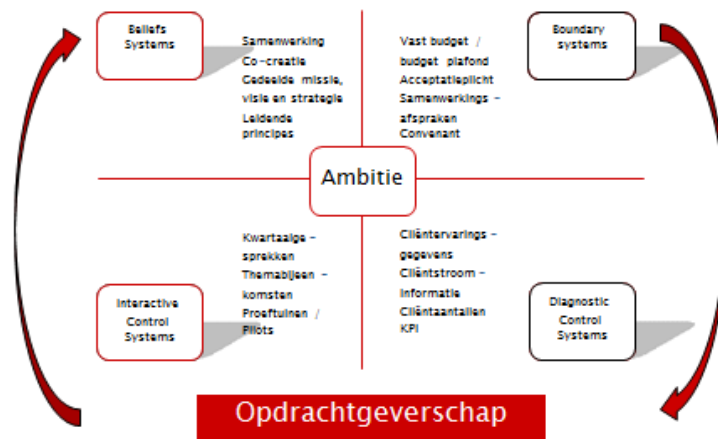 Beliefs
Systems
Samenwerking
Co-creatie
Gedeelde missie,
visie en strategie
Leidende
principes
Vast budget /
budget plafond
Acceptatieplicht
Samenwerkings -
afspraken
Convenant
Boundary
systems
Ambitie
Interactive
Control
Systems
Kwartaalge -
sprekken
Themabijeen -
komsten
Proeftuinen /
Pilots
Cliëntervarings -
gegevens
Cliëntstroom -
informatie
Cliëntaantallen
KPI
Diagnostic
Control
Systems
Opdrachtgeverschap